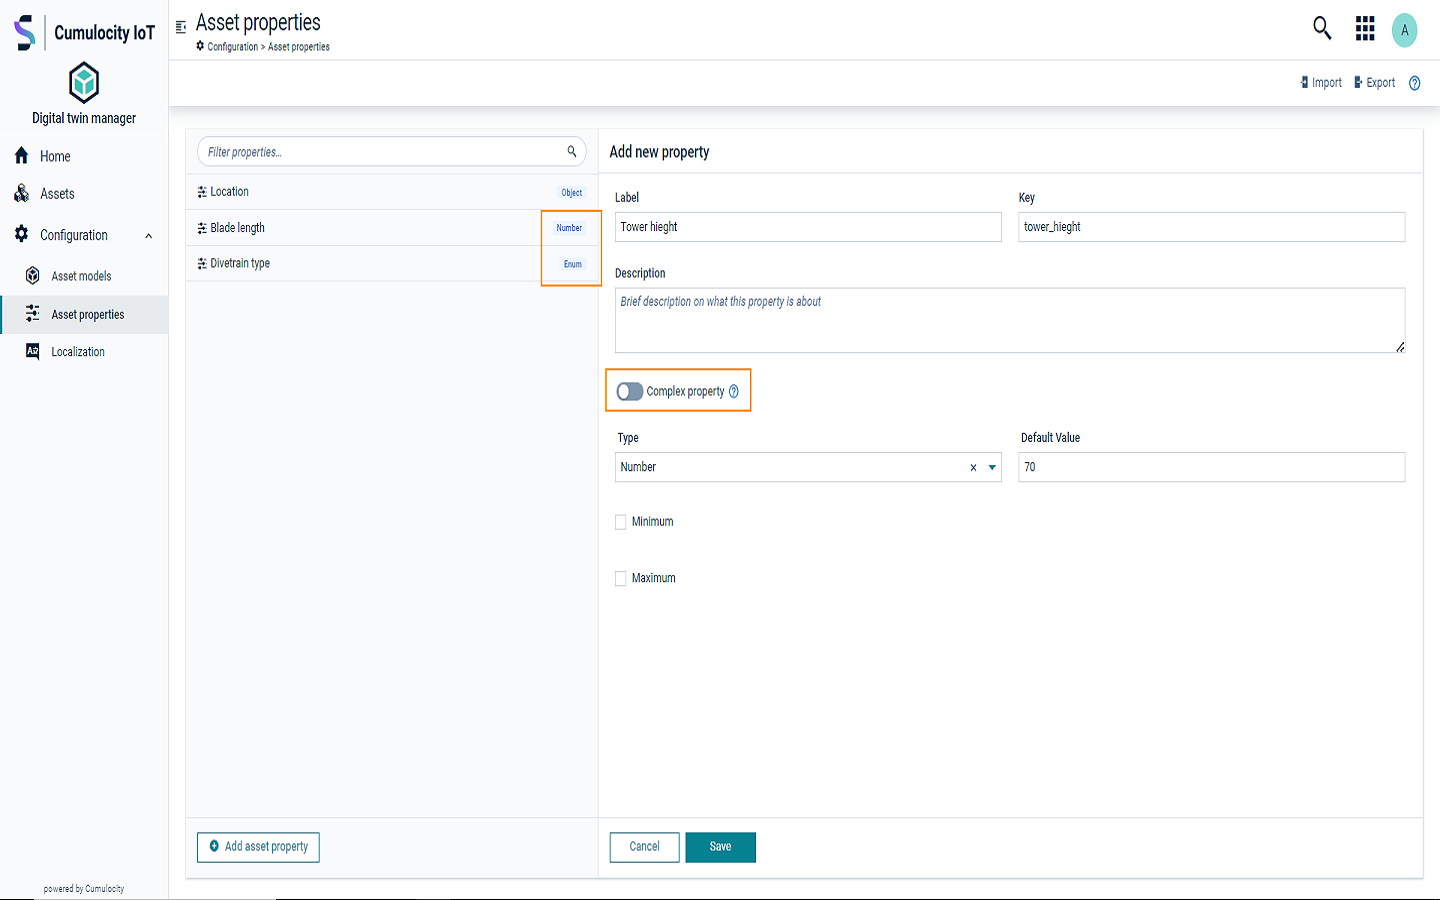 Cumulocity IoT
Digital twin manager
Home
Assets
Configuration
Asset models
Asset properties
Localization
powered by Cumulocity
Asset properties
Configuration > Asset properties
A
Import
Export
Filter properties...
Location Object
Blade length Number
Divetrain type Enum
Add asset property
Add new property
Label Key
Tower hieght tower_hieght
Description
Brief description on what this property is about
Complex property
Type Default Value
Number 70
Minimum
Maximum
Cancel Save